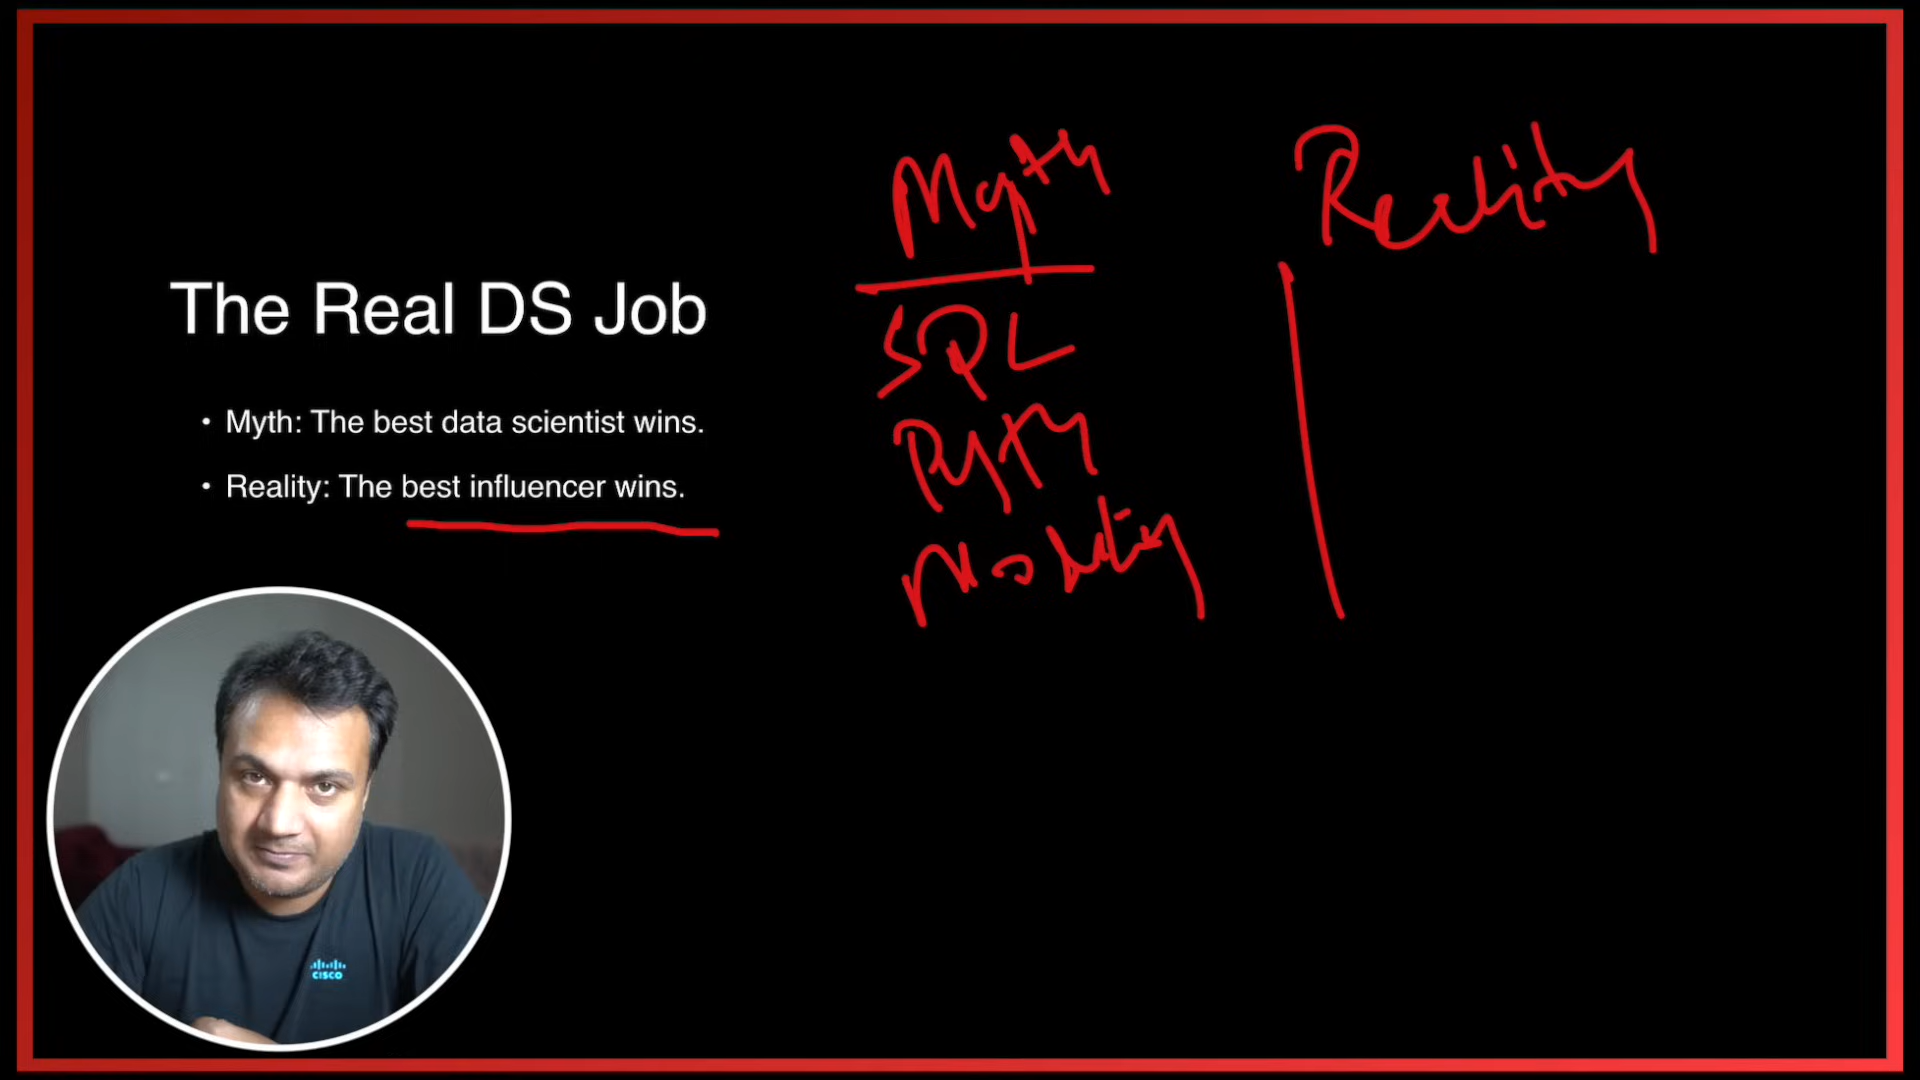 Myth Reality
The Real DS Job
SQL
• Myth: The best data scientist wins.
Pyth
• Reality: The best influencer wins.
Modeling
CISCO